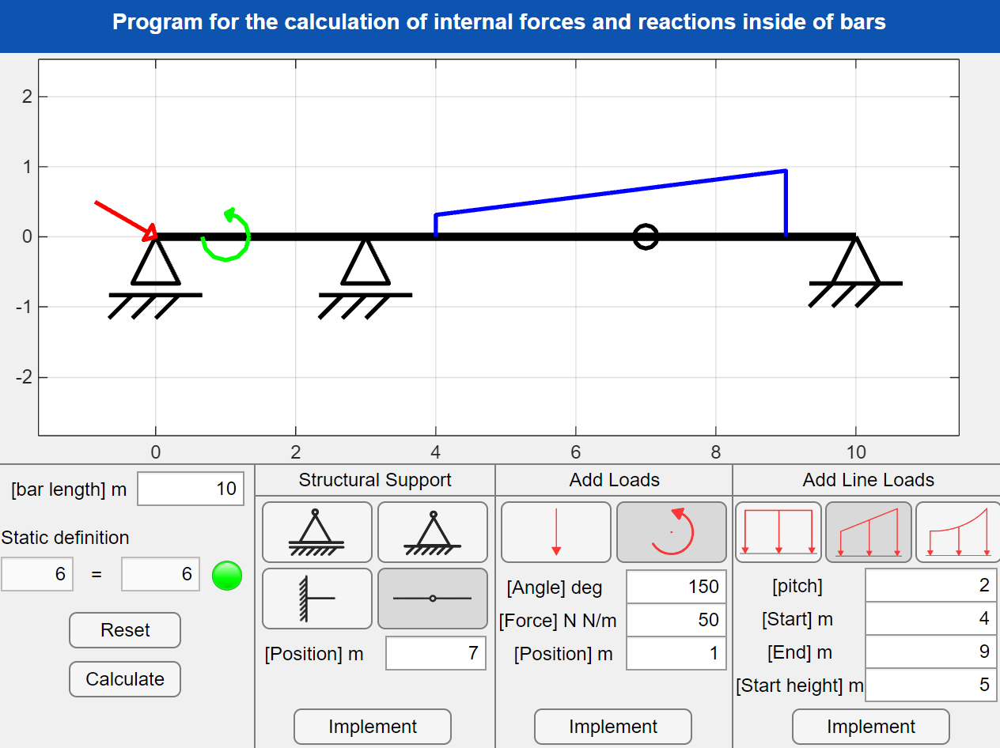 Program for the calculation of internal forces and reactions inside of bars
2
1
0
-1
-2
0 2 4 6 8 10
[bar length] m 10
Static definition
6 = 6
Reset
Calculate
Structural Support
[Position] m 7
Implement
Add Loads
[Angle] deg 150
[Force] N N/m 50
[Position] m 1
Implement
Add Line Loads
[pitch] 2
[Start] m 4
[End] m 9
[Start height] m 5
Implement